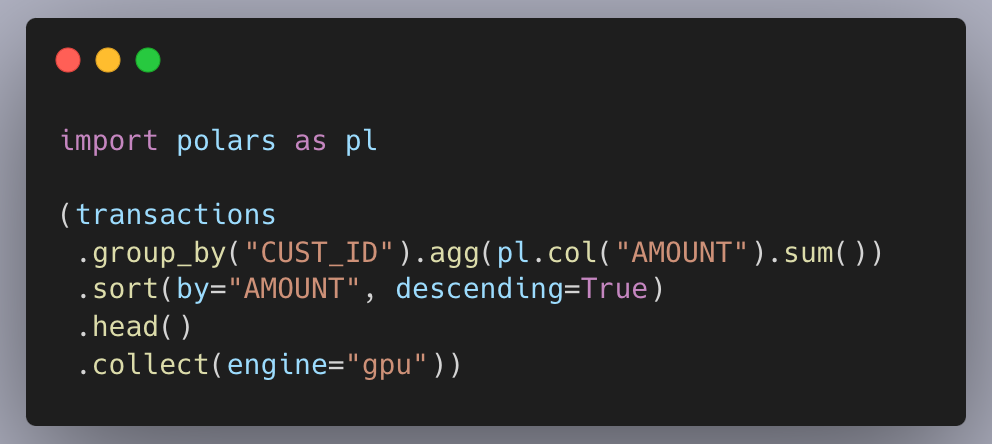 import polars as pl
(transactions
.group_by("CUST_ID").agg(pl.col("AMOUNT").sum())
.sort(by="AMOUNT", descending=True)
.head()
.collect(engine="gpu"))